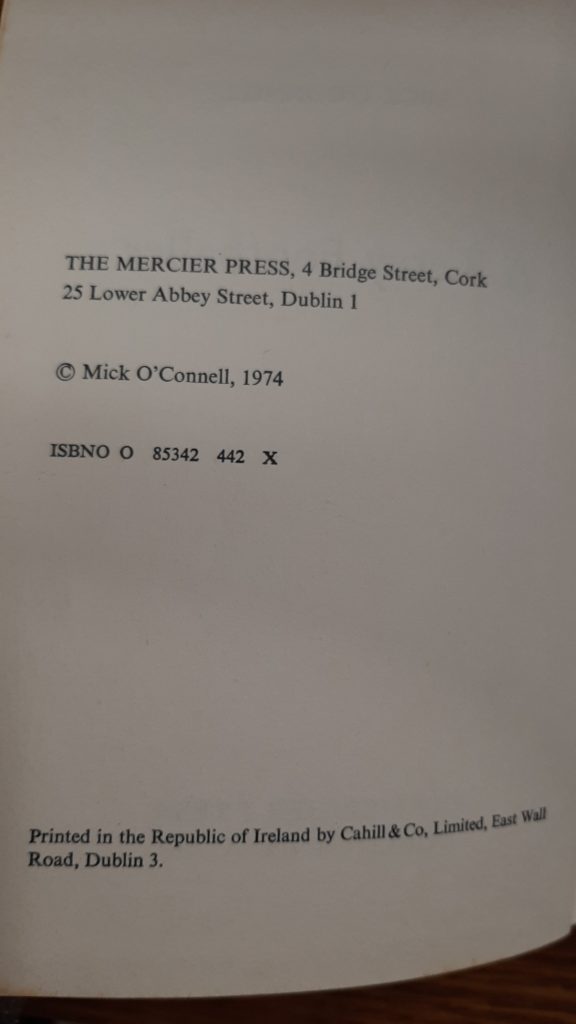 THE MERCIER PRESS, 4 Bridge Street, Cork
25 Lower Abbey Street, Dublin 1
© Mick O'Connell, 1974
ISBNO O 85342 442 X
Printed in the Republic of Ireland by Cahill & Co, Limited, East Wall
Road, Dublin 3.